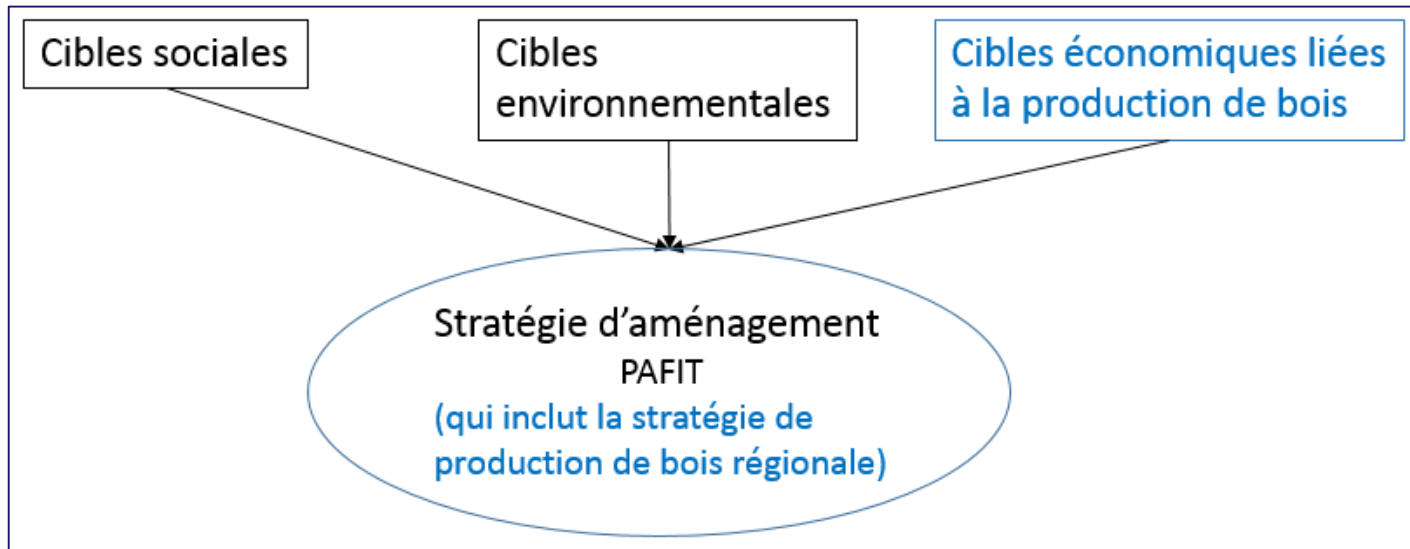 Cibles sociales
Cibles
environnementales
Cibles économiques liées
à la production de bois
Stratégie d’aménagement
PAFIT
(qui inclut la stratégie de
production de bois régionale)